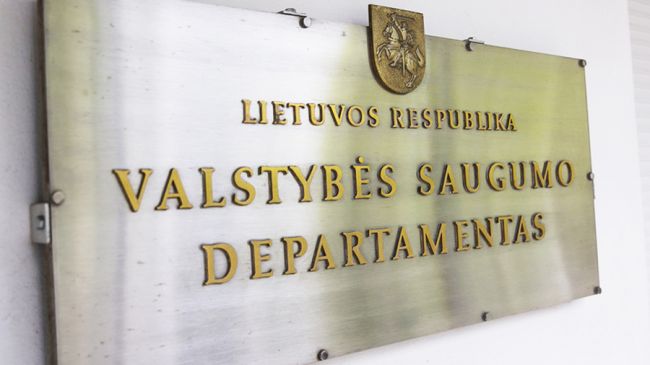 LIETUVOS RESPUBLIKA
VALSTYBĖS SAUGUMO
DEPARTAMENTAS